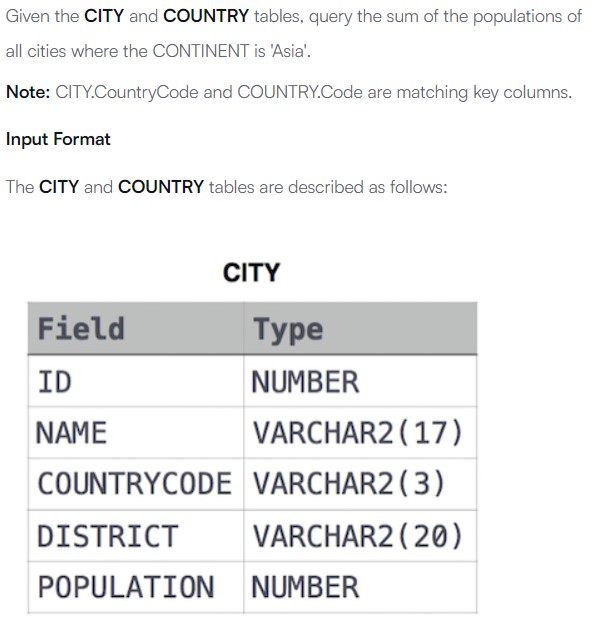 Given the CITY and COUNTRY tables, query the sum of the populations of
all cities where the CONTINENT is 'Asia'.
Note: CITY.CountryCode and COUNTRY.Code are matching key columns.
Input Format
The CITY and COUNTRY tables are described as follows:
CITY
Field Type
ID NUMBER
NAME VARCHAR2(17)
COUNTRYCODE VARCHAR2(3)
DISTRICT VARCHAR2(20)
POPULATION NUMBER